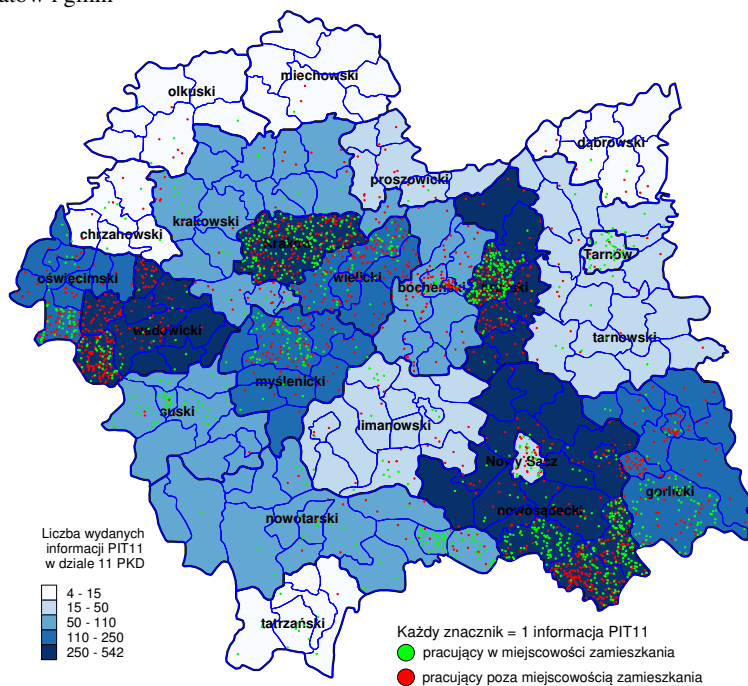 atów i gmin
miechowski
olkuski
dąbrowski
proszowicki
krakowski
chrzanowski
Kraków
Tarnów
oświęcimski
wielicki
bocheński
wadowicki
tarnowski
myślenicki
suski
limanowski
Nowy Sącz
gorlicki
nowosądecki
nowotarski
tatrzański
Liczba wydanych
informacji PIT11
w dziale 11 PKD
4 - 15
15 - 50
50 - 110
110 - 250
250 - 542
Każdy znacznik = 1 informacja PIT11
pracujący w miejscowości zamieszkania
pracujący poza miejscowością zamieszkania